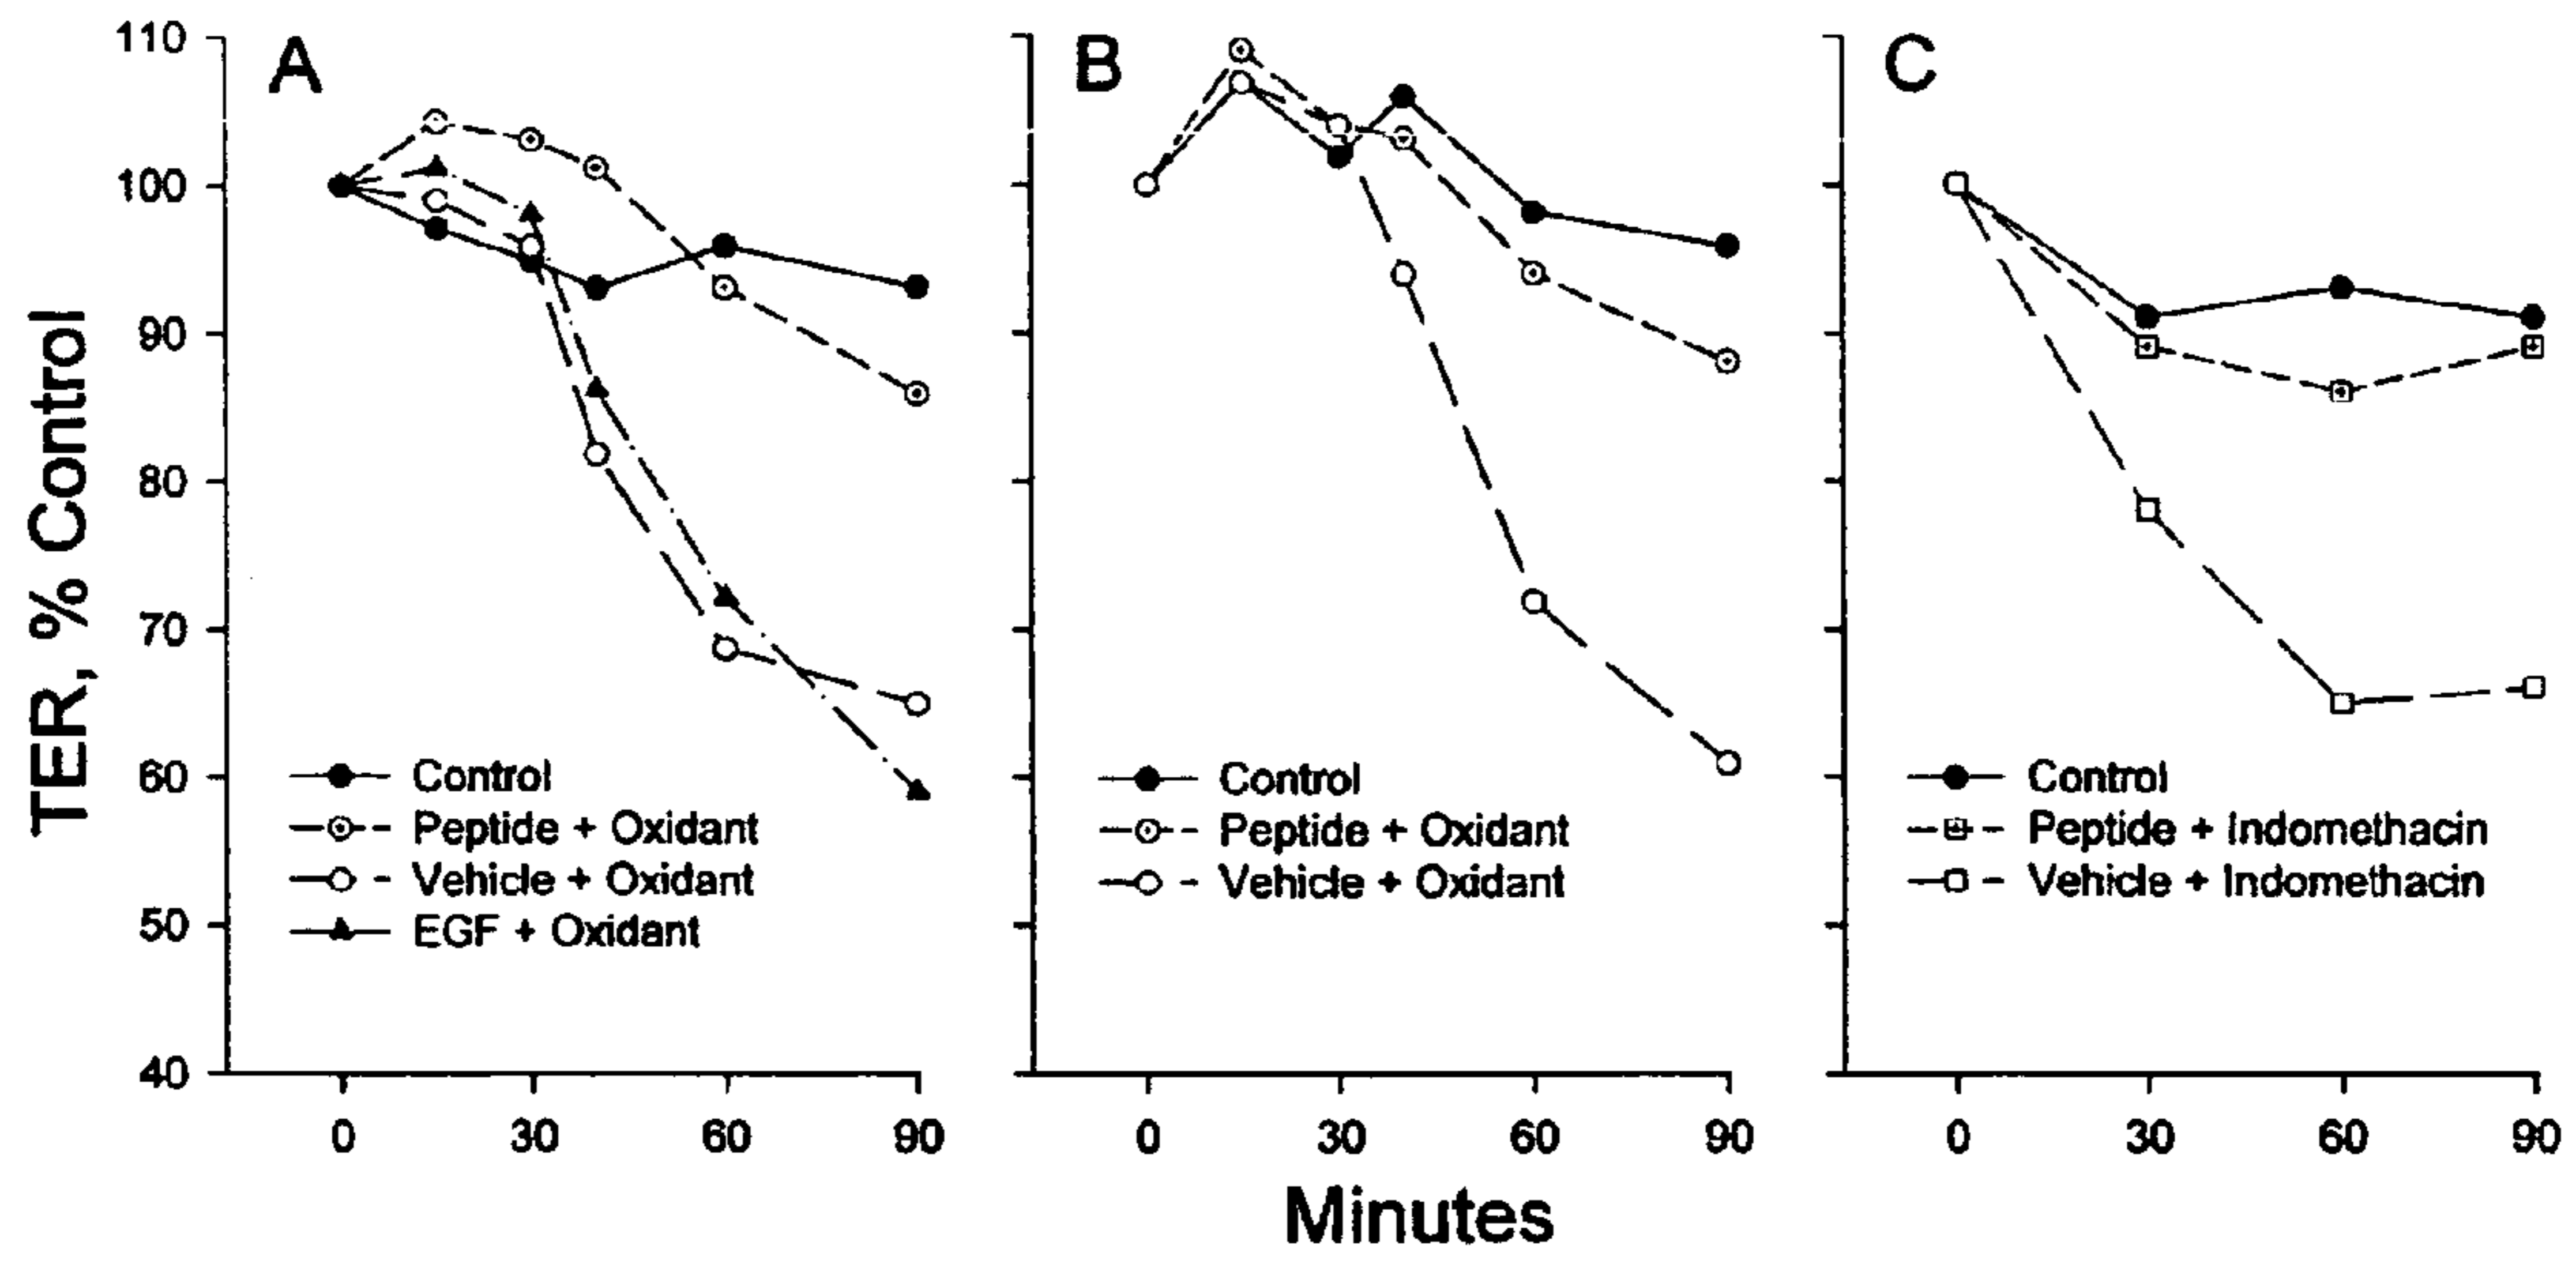 TER, % Control
110
100
90
80
70
60
50
40
A
Control
Peptide + Oxidant
Vehicle + Oxidant
EGF + Oxidant
0 30 60 90
B
Control
Peptide + Oxidant
Vehicle + Oxidant
0 30 60 90
C
Control
Peptide + Indomethacin
Vehicle + Indomethacin
0 30 60 90
Minutes